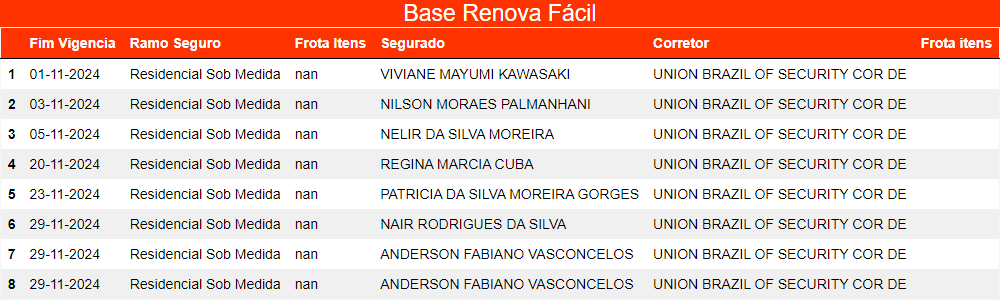 Base Renova Fácil
Fim Vigencia Ramo Seguro Frota Itens Segurado Corretor Frota itens
1 01-11-2024 Residencial Sob Medida nan VIVIANE MAYUMI KAWASAKI UNION BRAZIL OF SECURITY COR DE
2 03-11-2024 Residencial Sob Medida nan NILSON MORAES PALMANHANI UNION BRAZIL OF SECURITY COR DE
3 05-11-2024 Residencial Sob Medida nan NELIR DA SILVA MOREIRA UNION BRAZIL OF SECURITY COR DE
4 20-11-2024 Residencial Sob Medida nan REGINA MARCIA CUBA UNION BRAZIL OF SECURITY COR DE
5 23-11-2024 Residencial Sob Medida nan PATRICIA DA SILVA MOREIRA GORGES UNION BRAZIL OF SECURITY COR DE
6 29-11-2024 Residencial Sob Medida nan NAIR RODRIGUES DA SILVA UNION BRAZIL OF SECURITY COR DE
7 29-11-2024 Residencial Sob Medida nan ANDERSON FABIANO VASCONCELOS UNION BRAZIL OF SECURITY COR DE
8 29-11-2024 Residencial Sob Medida nan ANDERSON FABIANO VASCONCELOS UNION BRAZIL OF SECURITY COR DE